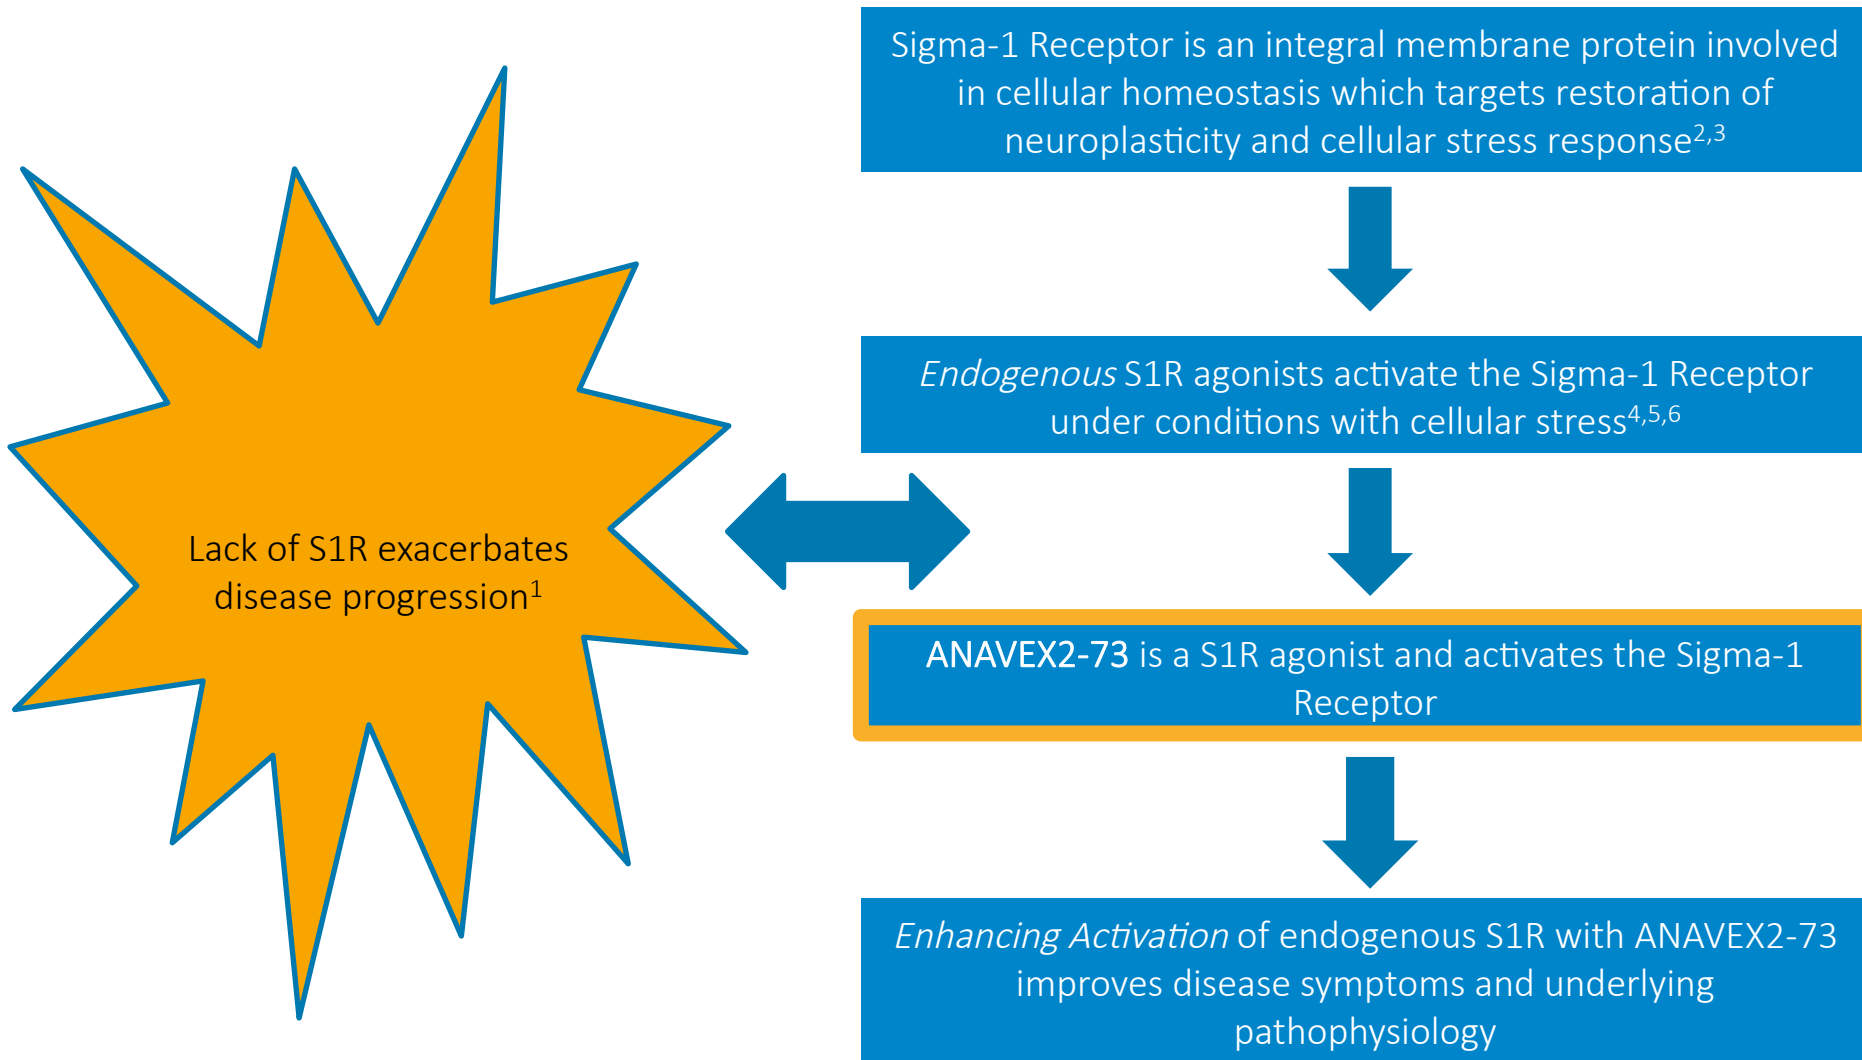 Sigma-1 Receptor is an integral membrane protein involved
in cellular homeostasis which targets restoration of
neuroplasticity and cellular stress response2,3
Endogenous S1R agonists activate the Sigma-1 Receptor
under conditions with cellular stress4,5,6
Lack of S1R exacerbates
disease progression1
ANAVEX2-73 is a S1R agonist and activates the Sigma-1
Receptor
Enhancing Activation of endogenous S1R with ANAVEX2-73
improves disease symptoms and underlying
pathophysiology